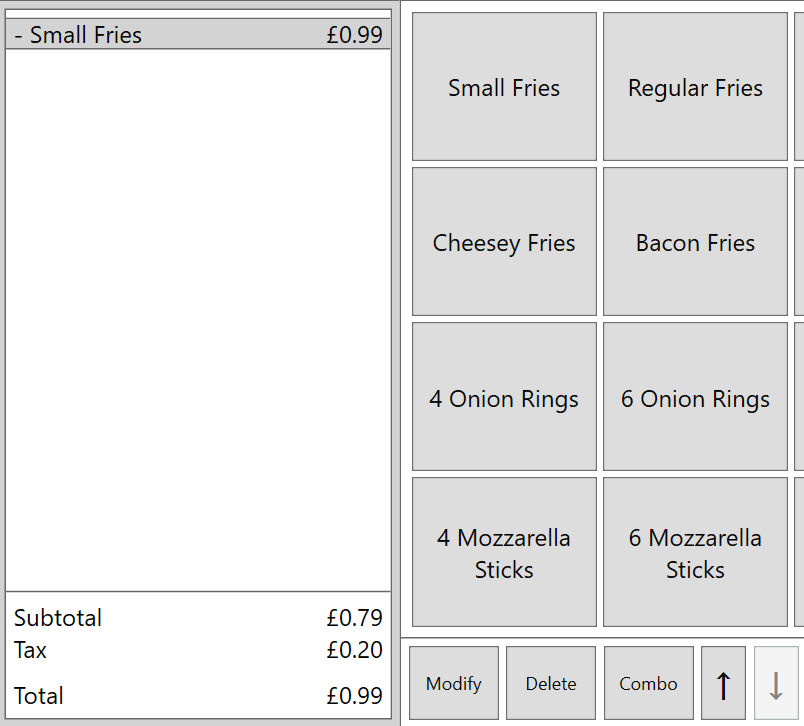 - Small Fries £0.99
Subtotal £0.79
Tax £0.20
Total £0.99
Small Fries
Regular Fries
Cheesey Fries
Bacon Fries
4 Onion Rings
6 Onion Rings
4 Mozzarella
Sticks
6 Mozzarella
Sticks
Modify
Delete
Combo
↑
↓